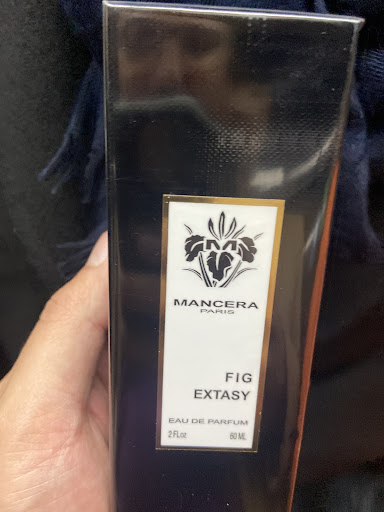 MANCERA
PARIS
FIG
EXTASY
EAU DE PARFUM
2 Fl.oz 60 ML